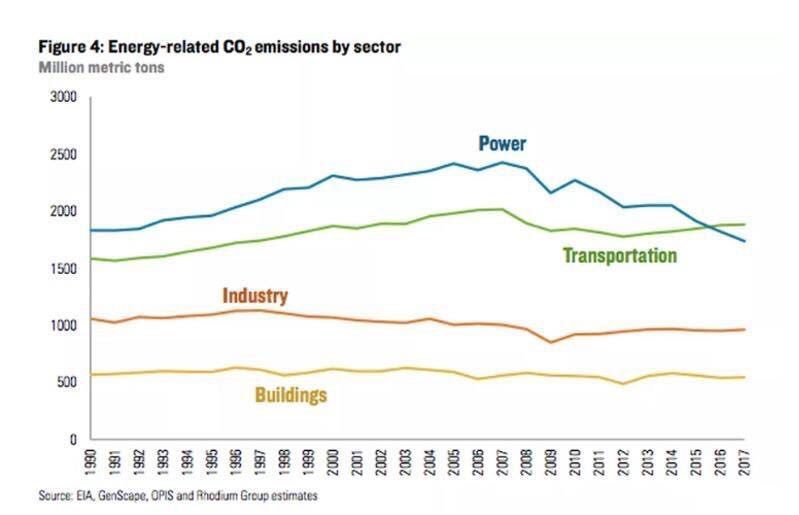 Figure 4: Energy-related CO₂ emissions by sector
Million metric tons
3000
2500
2000
1500
1000
500
0
Power
Transportation
Industry
Buildings
1990 1991 1992 1993 1994 1995 1996 1997 1998 1999 2000 2001 2002 2003 2004 2005 2006 2007 2008 2009 2010 2011 2012 2013 2014 2015 2016 2017
Source: EIA, GenScape, OPIS and Rhodium Group estimates